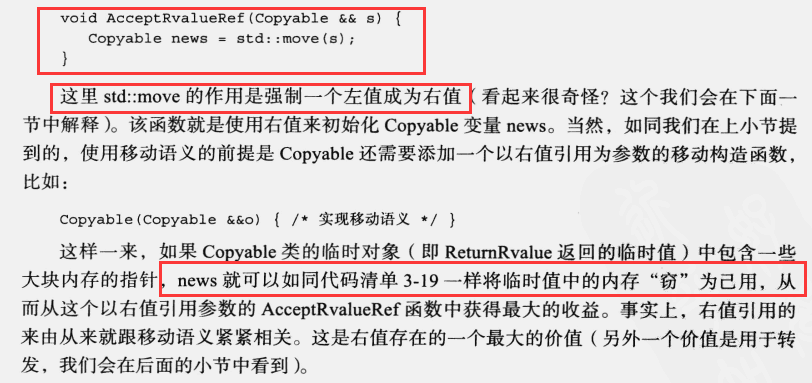 void AcceptRvalueRef(Copyable && s) {
Copyable news = std::move(s);
}
这里 std::move 的作用是强制一个左值成为右值（看起来很奇怪？这个我们会在下面一
节中解释）。该函数就是使用右值来初始化 Copyable 变量 news。当然，如同我们在上小节提
到的，使用移动语义的前提是 Copyable 还需要添加一个以右值引用为参数的移动构造函数，
比如：
Copyable(Copyable &&o) { /* 实现移动语义 */ }
这样一来，如果 Copyable 类的临时对象（即 ReturnRvalue 返回的临时值）中包含一些
大块内存的指针，news 就可以如同代码清单 3-19 一样将临时值中的内存“窃”为己用，从
而从这个以右值引用参数的 AcceptRvalueRef 函数中获得最大的收益。事实上，右值引用的
来由从来就跟移动语义紧紧相关。这是右值存在的一个最大的价值（另外一个价值是用于转
发，我们会在后面的小节中看到）。